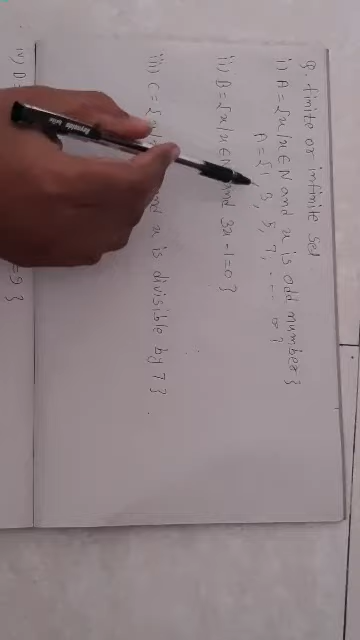 Q. finite or infinite set
i) A = {x/x ∈ N and x is odd number}
A = {1, 3, 5, 7, ---- ∞}
ii) B = {x/x ∈ N and 3x - 1 = 0}
iii) C = { and x is divisible by 7}.
iv) D = = 9}
Reynolds